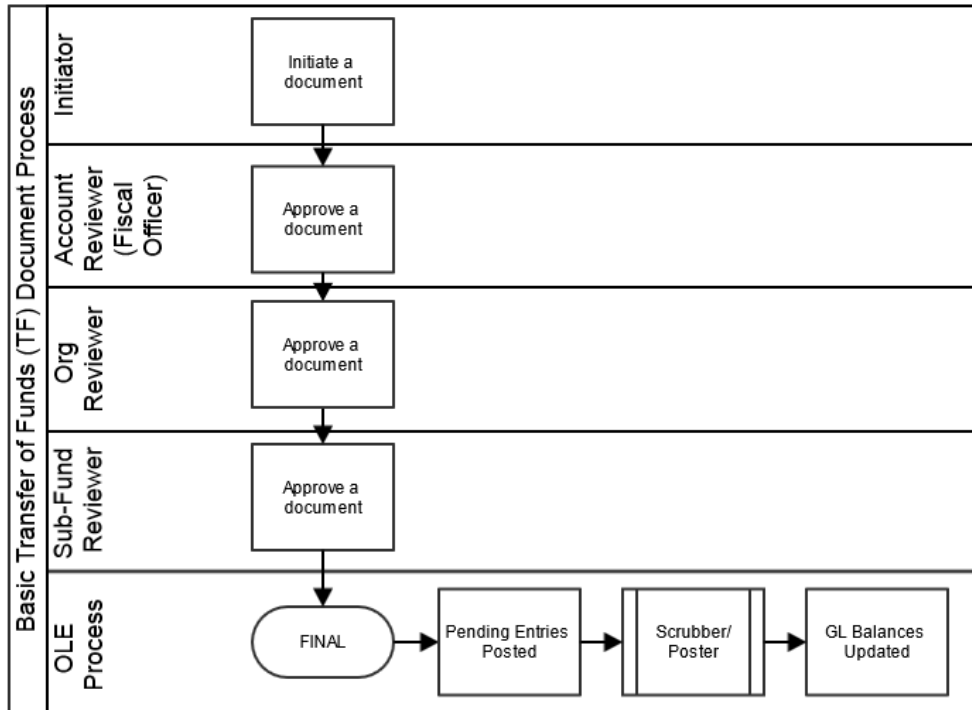 Basic Transfer of Funds (TF) Document Process
Initiator
Initiate a
document
Account
Reviewer
(Fiscal
Officer)
Approve a
document
Org
Reviewer
Approve a
document
Sub-Fund
Reviewer
Approve a
document
OLE
Process
FINAL
Pending Entries
Posted
Scrubber/
Poster
GL Balances
Updated